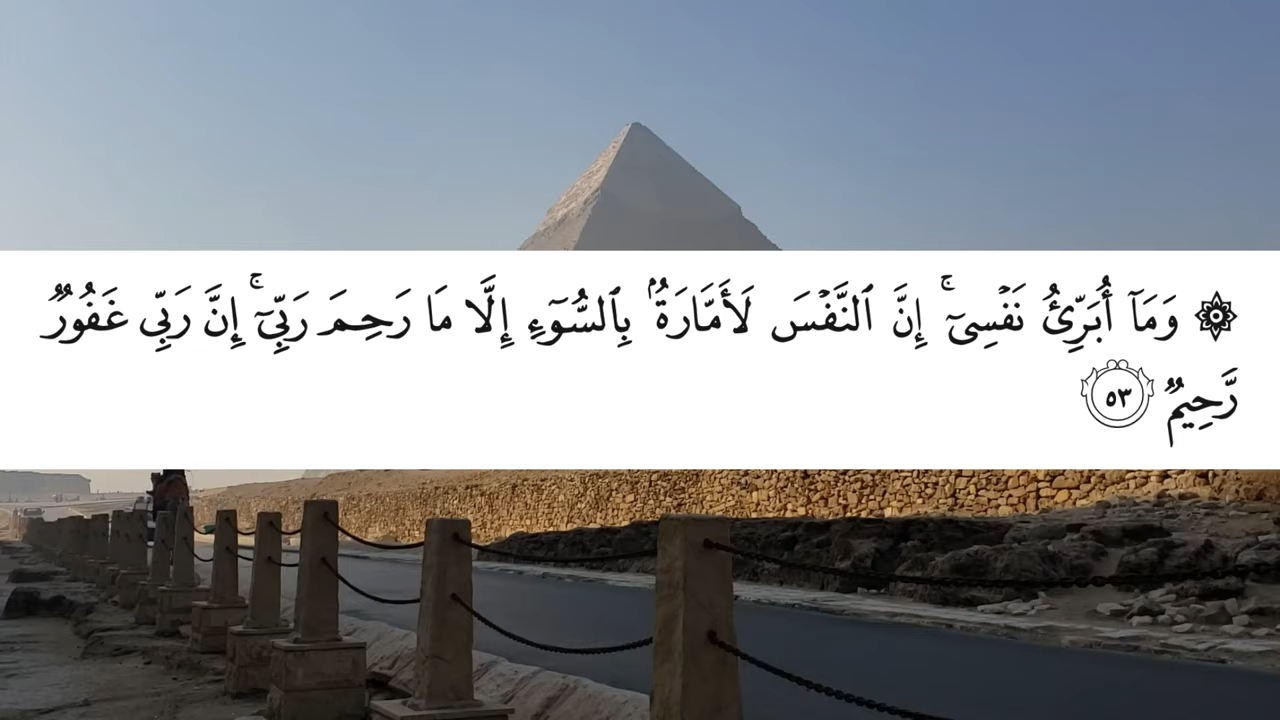 ۞ وَمَآ أُبَرِّئُ نَفۡسِىٓ ۚ إِنَّ ٱلنَّفۡسَ لَأَمَّارَةُۢ بِٱلسُّوٓءِ إِلَّا مَا رَحِمَ رَبِّىٓ ۚ إِنَّ رَبِّى غَفُورٌ
رَّحِيمٌ ٥٣